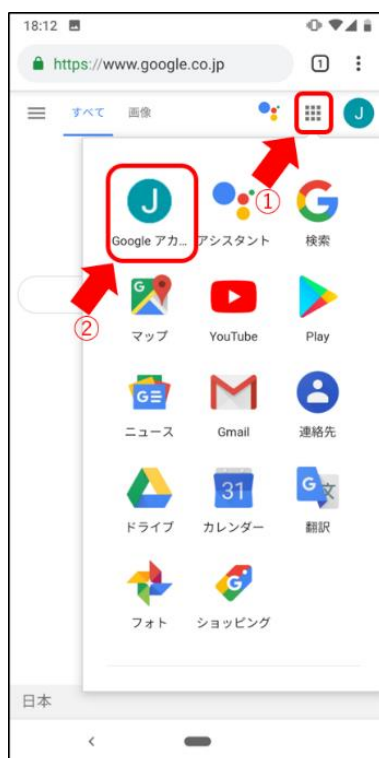 18:12
https://www.google.co.jp
1
すべて 画像
J
①
J
Google アカ... アシスタント 検索
②
G
マップ YouTube Play
G
ニュース Gmail 連絡先
31
G 文
ドライブ カレンダー 翻訳
G
フォト ショッピング
日本